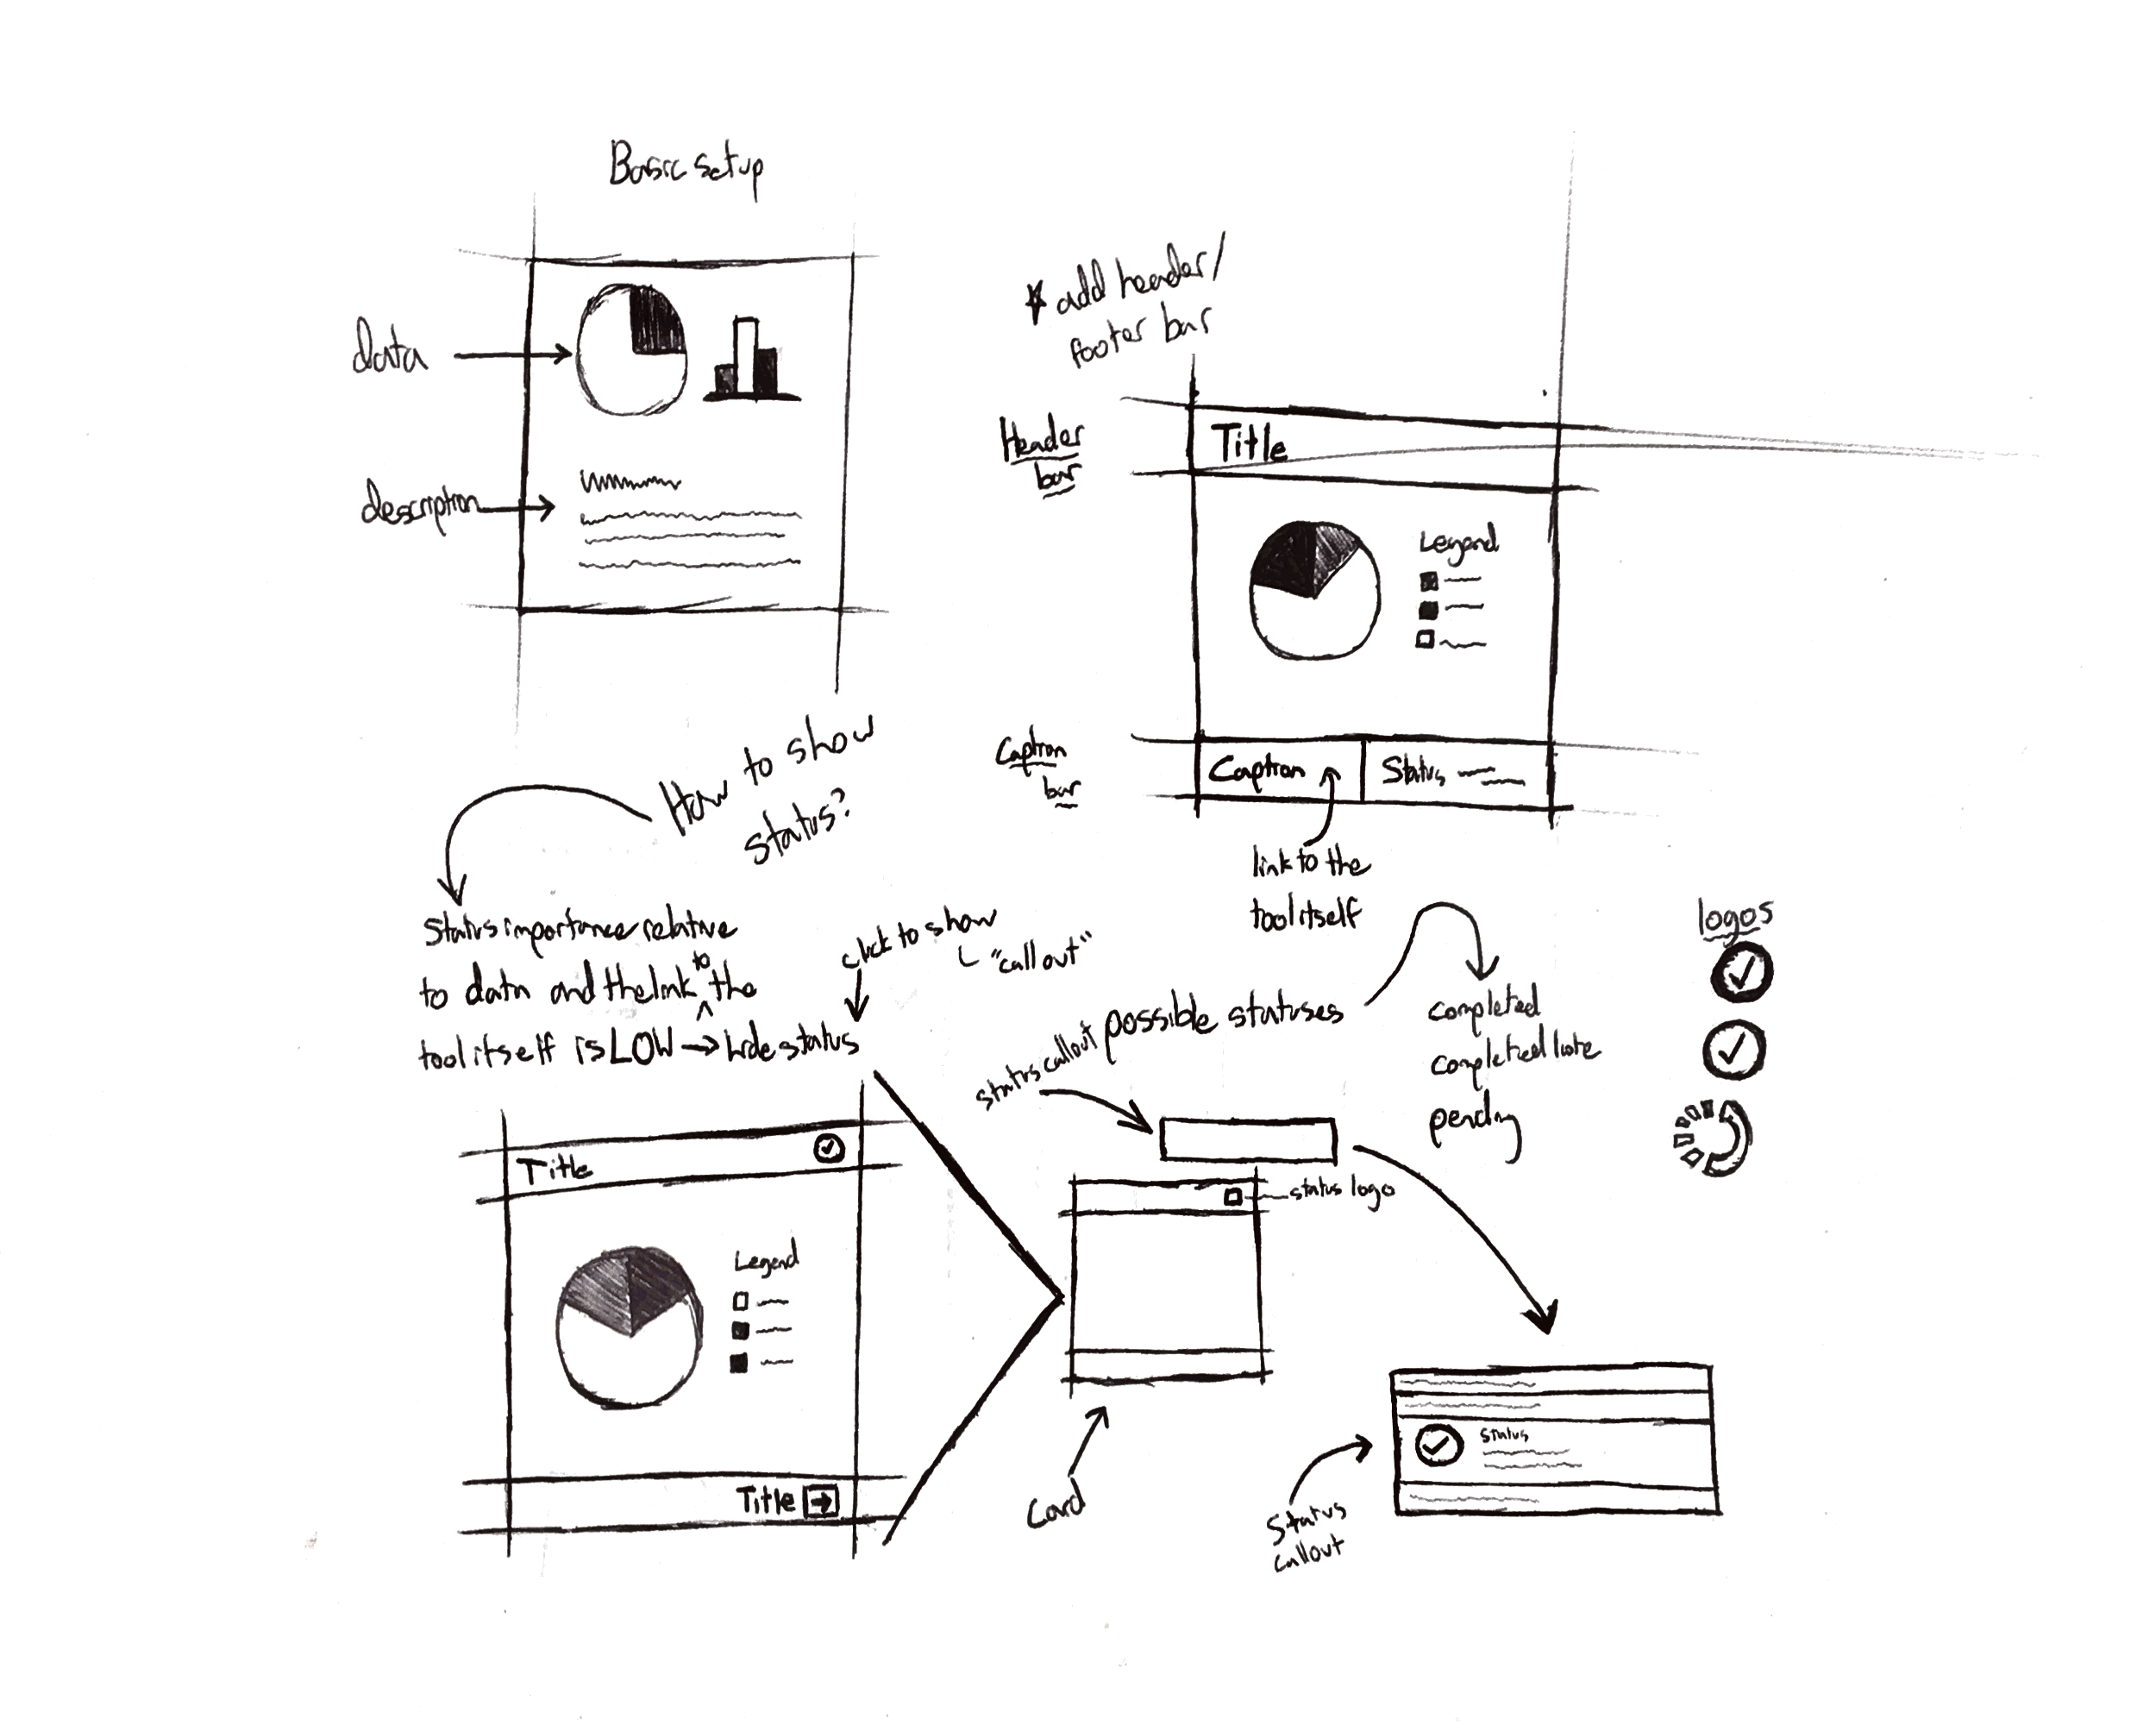 Basic setup
data
description
* add header/
footer bar
Header
bar
Title
Legend
Caption
bar
Caption
Status
link to the
tool itself
How to show
status?
Status importance relative
to data and the link to the
tool itself is LOW → hide status
click to show
"callout"
possible statuses
completed
completed late
pending
logos
Title
Legend
Title
status callout
status logo
Card
Status
callout
Status